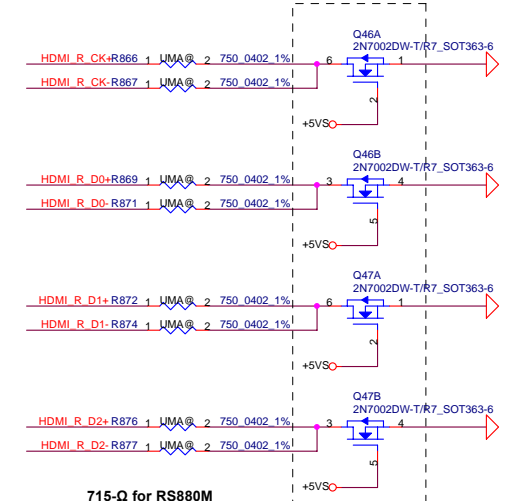 Q46A
2N7002DW-T/R7_SOT363-6
HDMI_R_CK+ R866 1 UMA@ 2 750_0402_1% 6 1
HDMI_R_CK- R867 1 UMA@ 2 750_0402_1%
2
+5VS
Q46B
2N7002DW-T/R7_SOT363-6
HDMI_R_D0+ R869 1 UMA@ 2 750_0402_1% 3 4
HDMI_R_D0- R871 1 UMA@ 2 750_0402_1%
5
+5VS
Q47A
2N7002DW-T/R7_SOT363-6
HDMI_R_D1+ R872 1 UMA@ 2 750_0402_1% 6 1
HDMI_R_D1- R874 1 UMA@ 2 750_0402_1%
2
+5VS
Q47B
2N7002DW-T/R7_SOT363-6
HDMI_R_D2+ R876 1 UMA@ 2 750_0402_1% 3 4
HDMI_R_D2- R877 1 UMA@ 2 750_0402_1%
5
+5VS
715-Ω for RS880M